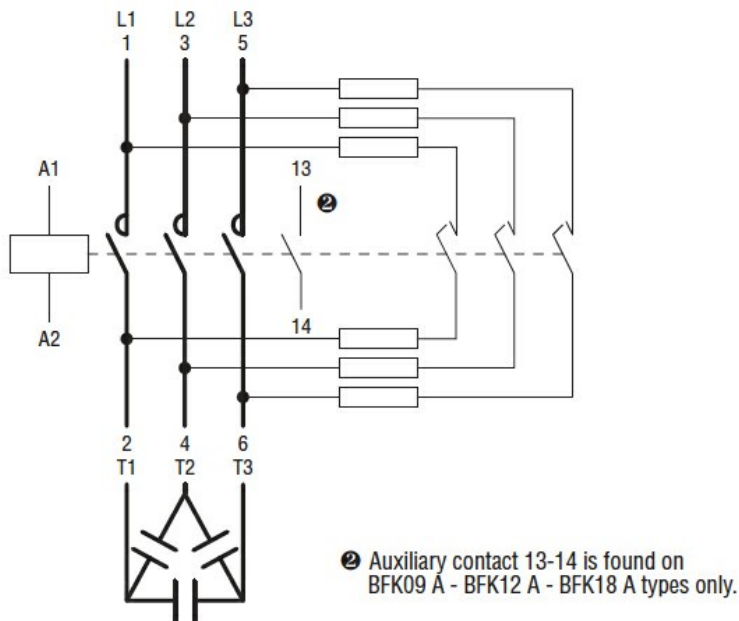 L1 L2 L3
1 3 5
A1
13
❷
14
A2
2 4 6
T1 T2 T3
❷ Auxiliary contact 13-14 is found on
BFK09 A - BFK12 A - BFK18 A types only.